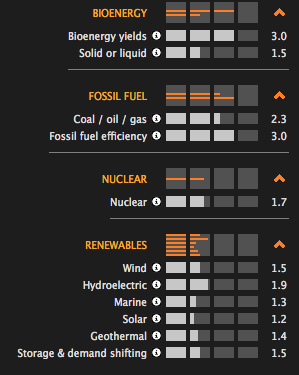 BIOENERGY
Bioenergy yields 3.0
Solid or liquid 1.5
FOSSIL FUEL
Coal / oil / gas 2.3
Fossil fuel efficiency 3.0
NUCLEAR
Nuclear 1.7
RENEWABLES
Wind 1.5
Hydroelectric 1.9
Marine 1.3
Solar 1.2
Geothermal 1.4
Storage & demand shifting 1.5